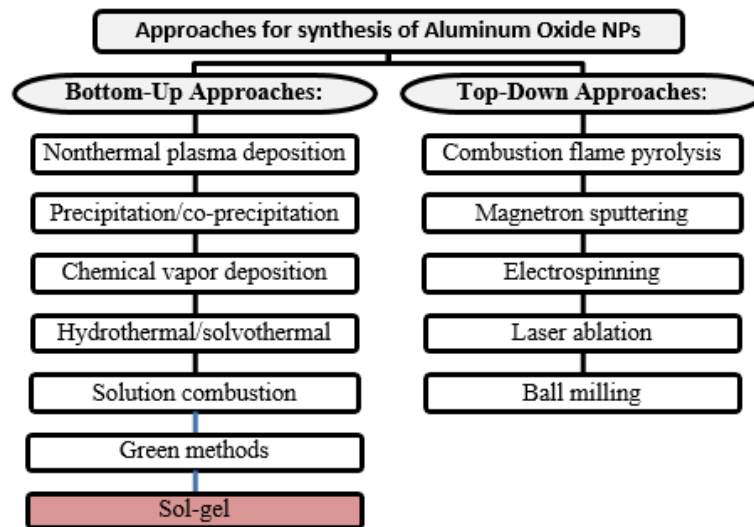 Approaches for synthesis of Aluminum Oxide NPs
Bottom-Up Approaches:
Nonthermal plasma deposition
Precipitation/co-precipitation
Chemical vapor deposition
Hydrothermal/solvothermal
Solution combustion
Green methods
Sol-gel
Top-Down Approaches:
Combustion flame pyrolysis
Magnetron sputtering
Electrospinning
Laser ablation
Ball milling